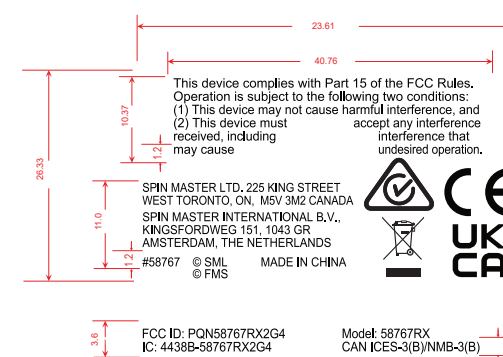 23.61
40.76
This device complies with Part 15 of the FCC Rules.
Operation is subject to the following two conditions:
(1) This device may not cause harmful interference, and
(2) This device must accept any interference
received, including interference that
may cause undesired operation.
10.37
1.2
26.33
SPIN MASTER LTD. 225 KING STREET
WEST TORONTO, ON, M5V 3M2 CANADA
SPIN MASTER INTERNATIONAL B.V.,
KINGSFORDWEG 151, 1043 GR
AMSTERDAM, THE NETHERLANDS
11.0
1.2
#58767 © SML MADE IN CHINA
© FMS
CE
UK
CA
3.6
FCC ID: PQN58767RX2G4 Model: 58767RX
IC: 4438B-58767RX2G4 CAN ICES-3(B)/NMB-3(B)